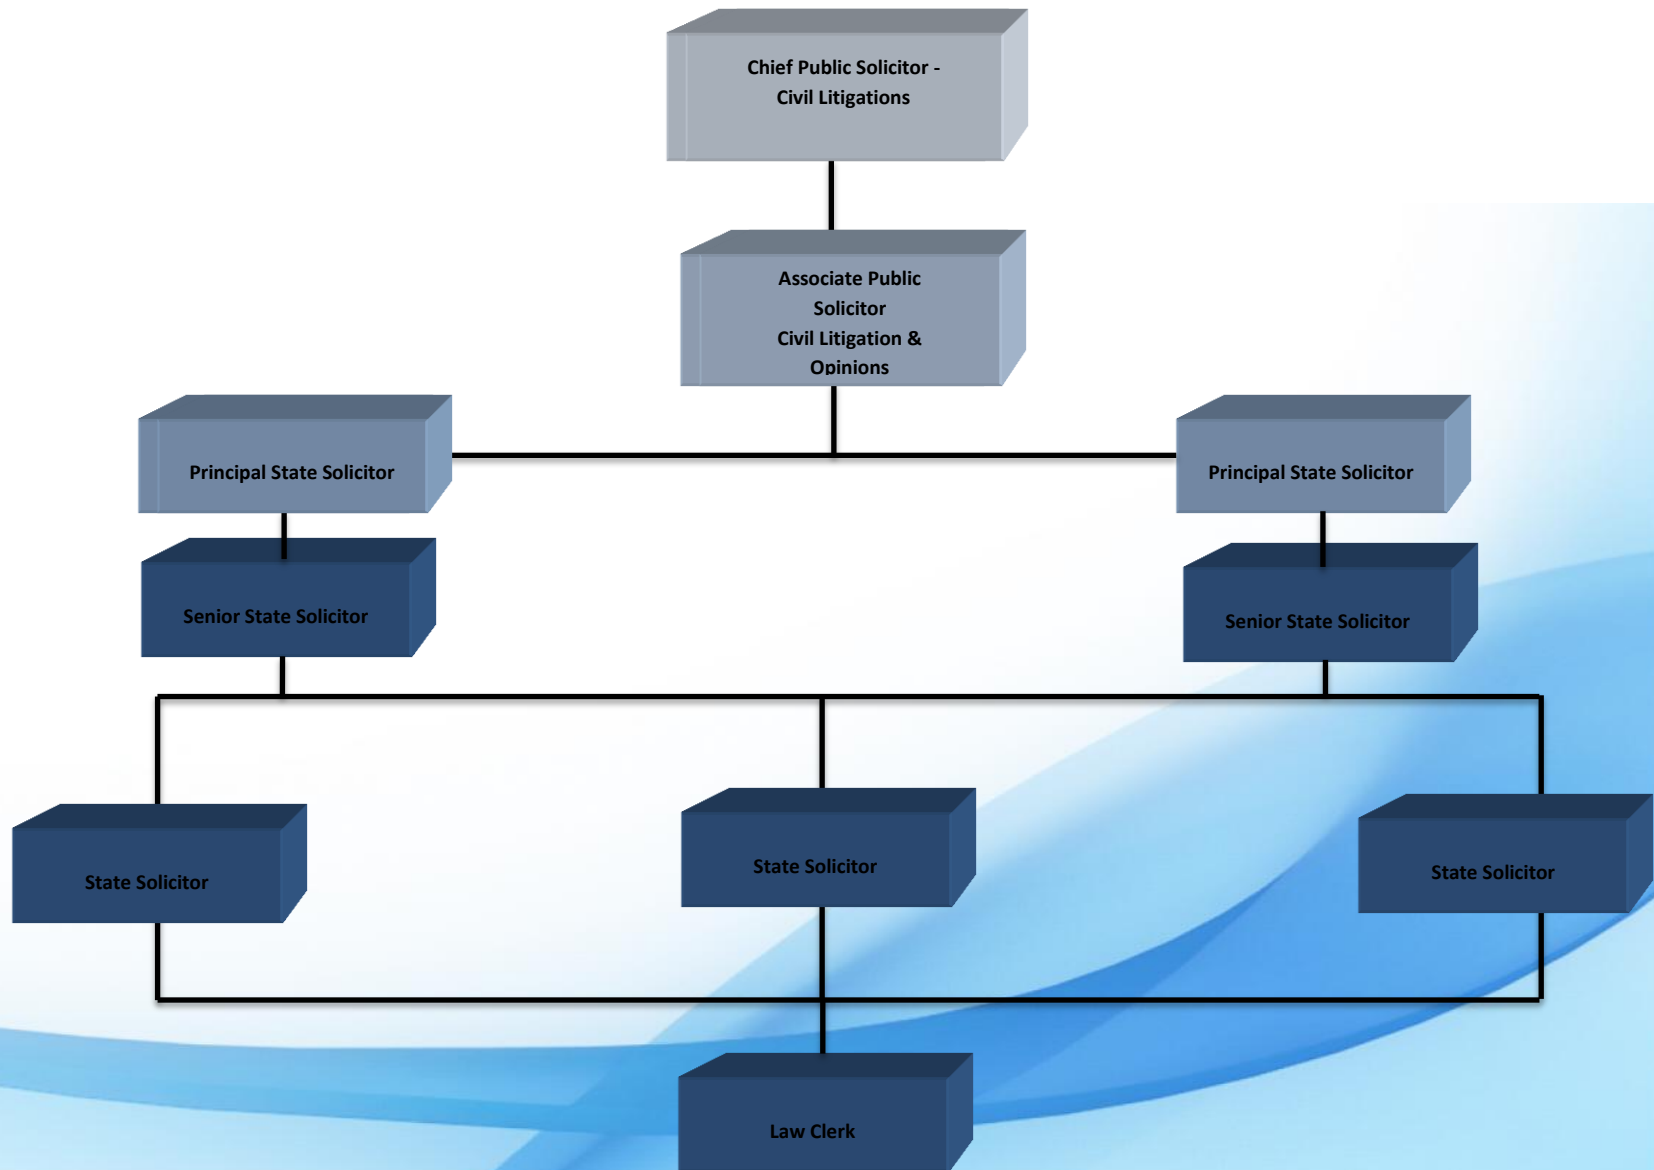 Chief Public Solicitor -
Civil Litigations
Associate Public
Solicitor
Civil Litigation &
Opinions
Principal State Solicitor
Principal State Solicitor
Senior State Solicitor
Senior State Solicitor
State Solicitor
State Solicitor
State Solicitor
Law Clerk